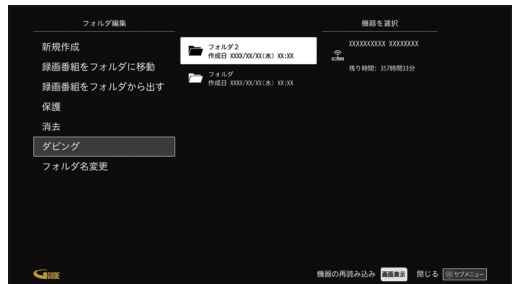 フォルダ編集
機器を選択
新規作成
録画番組をフォルダに移動
録画番組をフォルダから出す
保護
消去
ダビング
フォルダ名変更
フォルダ2
作成日 XXXX/XX/XX(水) XX:XX
フォルダ
作成日 XXXX/XX/XX(水) XX:XX
XXXXXXXXXX XXXXXXXX
残り時間: 357時間33分
G GUIDE
機器の再読み込み 画面表示 閉じる サブメニュー